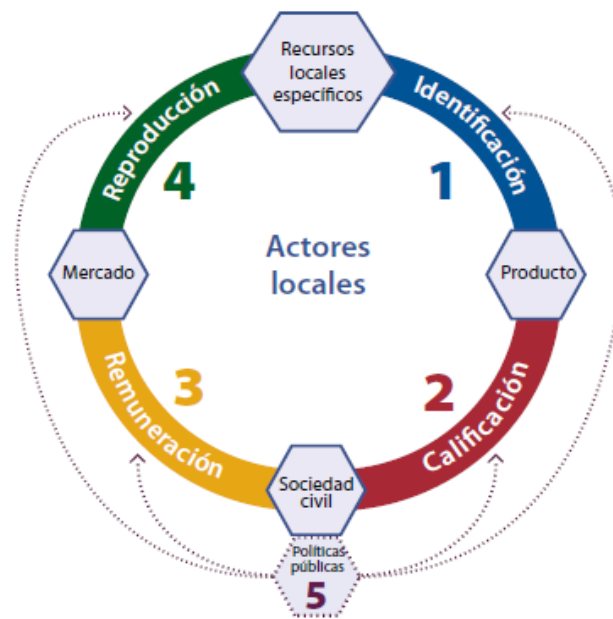 Recursos
locales
específicos
Identificación
1
Producto
Calificación
2
Sociedad
civil
Remuneración
3
Mercado
Reproducción
4
Actores
locales
Políticas
públicas
5